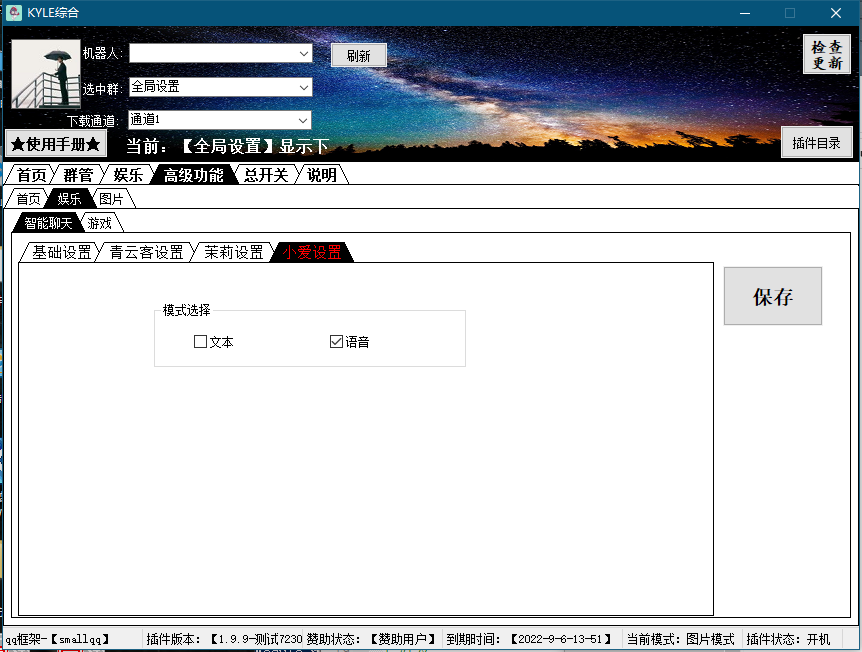 KYLE综合
机器人:
刷新
检查更新
选中群: 全局设置
下载通道: 通道1
★使用手册★
当前：【全局设置】显示下
插件目录
首页 群管 娱乐 高级功能 总开关 说明
首页 娱乐 图片
智能聊天 游戏
基础设置 青云客设置 茉莉设置 小爱设置
保存
模式选择
文本 语音
qq框架-【smallqq】 插件版本：【1.9.9-测试7230 赞助状态：【赞助用户】 到期时间：【2022-9-6-13-51】 当前模式：图片模式 插件状态：开机